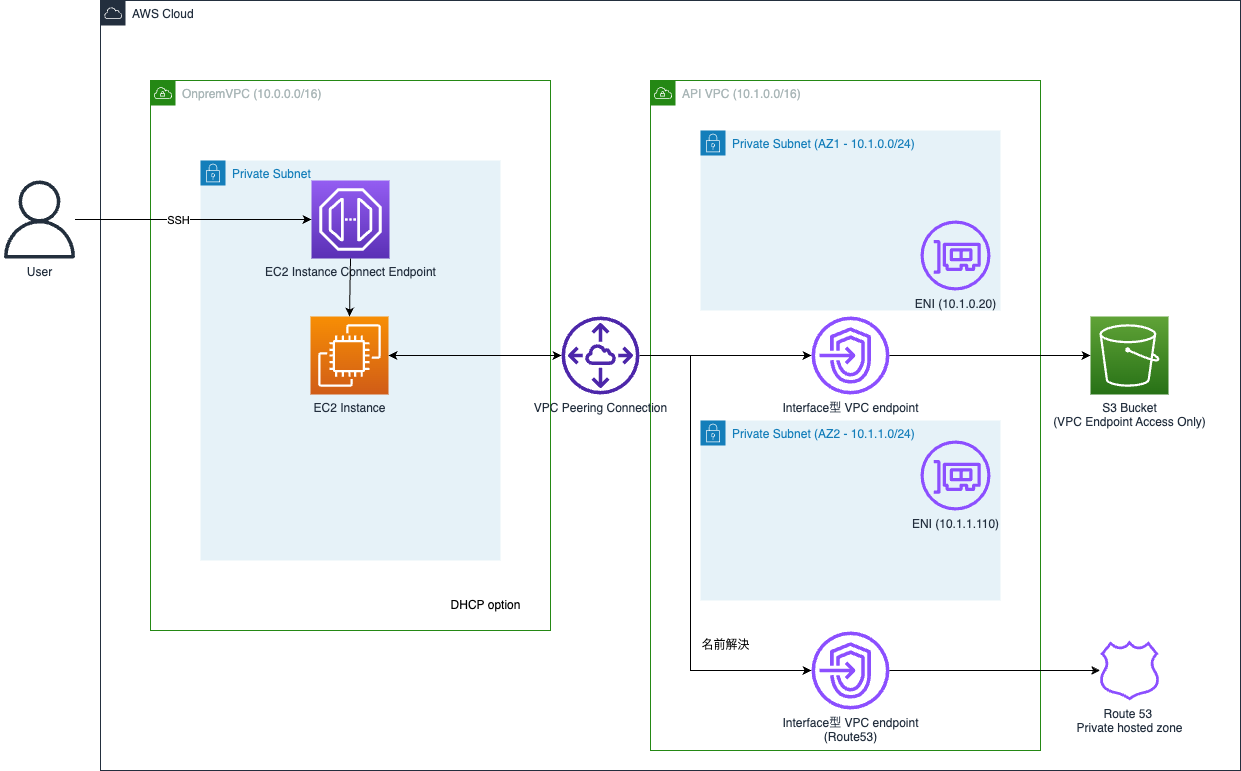 AWS Cloud
OnpremVPC (10.0.0.0/16)
API VPC (10.1.0.0/16)
Private Subnet (AZ1 - 10.1.0.0/24)
Private Subnet
SSH
User
EC2 Instance Connect Endpoint
ENI (10.1.0.20)
EC2 Instance
VPC Peering Connection
Interface型 VPC endpoint
S3 Bucket
(VPC Endpoint Access Only)
Private Subnet (AZ2 - 10.1.1.0/24)
ENI (10.1.1.110)
DHCP option
名前解決
Interface型 VPC endpoint
(Route53)
Route 53
Private hosted zone